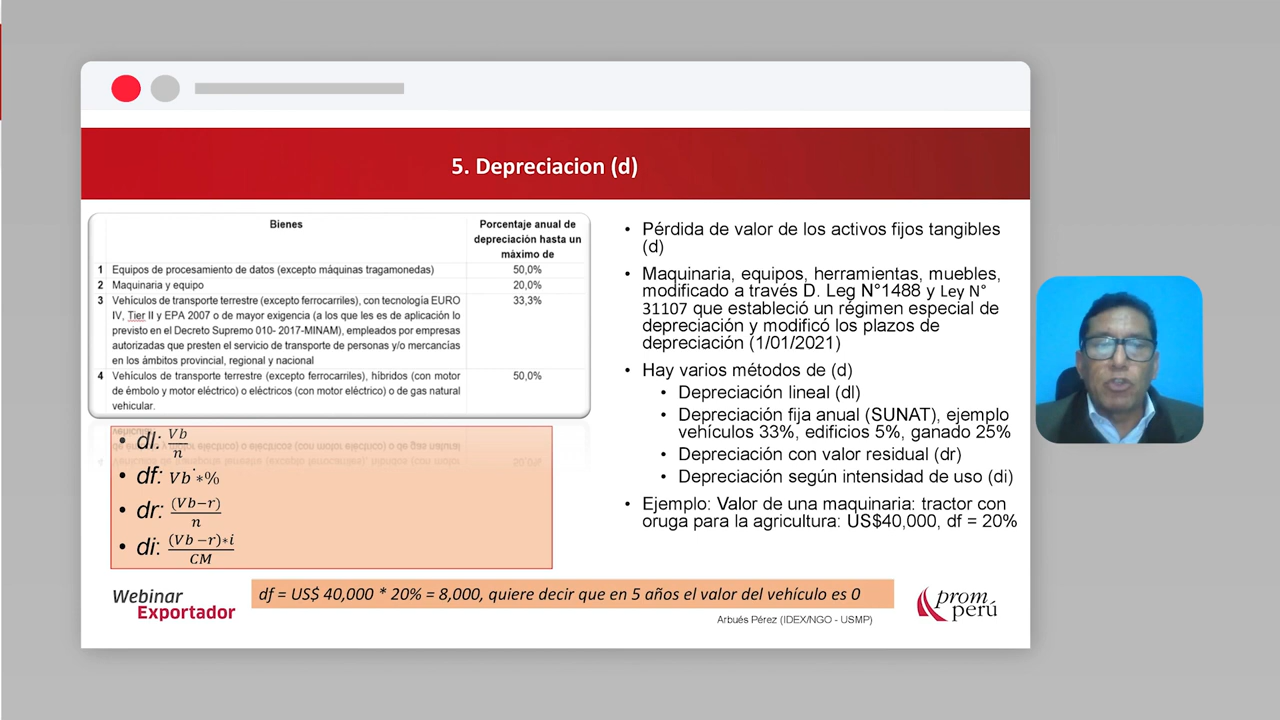 5. Depreciacion (d)
Bienes
Porcentaje anual de
depreciación hasta un
máximo de
1 Equipos de procesamiento de datos (excepto máquinas tragamonedas) 50,0%
2 Maquinaria y equipo 20,0%
3 Vehículos de transporte terrestre (excepto ferrocarriles), con tecnología EURO 33,3%
IV, Tier II y EPA 2007 o de mayor exigencia (a los que les es de aplicación lo
previsto en el Decreto Supremo 010- 2017-MINAM), empleados por empresas
autorizadas que presten el servicio de transporte de personas y/o mercancías
en los ámbitos provincial, regional y nacional
4 Vehículos de transporte terrestre (excepto ferrocarriles), híbridos (con motor 50,0%
de émbolo y motor eléctrico) o eléctricos (con motor eléctrico) o de gas natural
vehicular.
• dl: Vb/n
• df: Vb *%
• dr: (Vb−r)/n
• di: (Vb −r)*i/CM
• Pérdida de valor de los activos fijos tangibles
(d)
• Maquinaria, equipos, herramientas, muebles,
modificado a través D. Leg N°1488 y Ley N°
31107 que estableció un régimen especial de
depreciación y modificó los plazos de
depreciación (1/01/2021)
• Hay varios métodos de (d)
• Depreciación lineal (dl)
• Depreciación fija anual (SUNAT), ejemplo
vehículos 33%, edificios 5%, ganado 25%
• Depreciación con valor residual (dr)
• Depreciación según intensidad de uso (di)
• Ejemplo: Valor de una maquinaria: tractor con
oruga para la agricultura: US$40,000, df = 20%
df = US$ 40,000 * 20% = 8,000, quiere decir que en 5 años el valor del vehículo es 0
Arbués Pérez (IDEX/NGO - USMP)
Webinar
Exportador
prom
perú